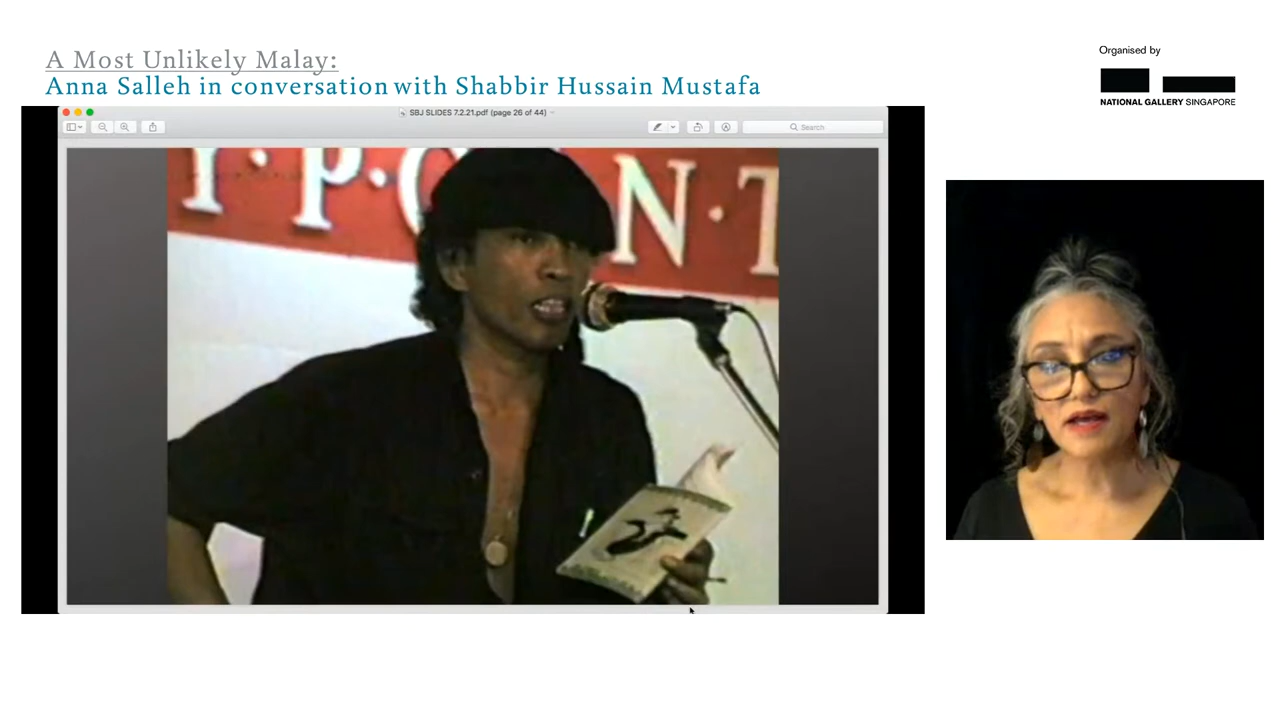 A Most Unlikely Malay:
Anna Salleh in conversation with Shabbir Hussain Mustafa
Organised by
NATIONAL GALLERY SINGAPORE
SBJ SLIDES 7.2.21.pdf (page 26 of 44)
Search
Y·P·O N·T